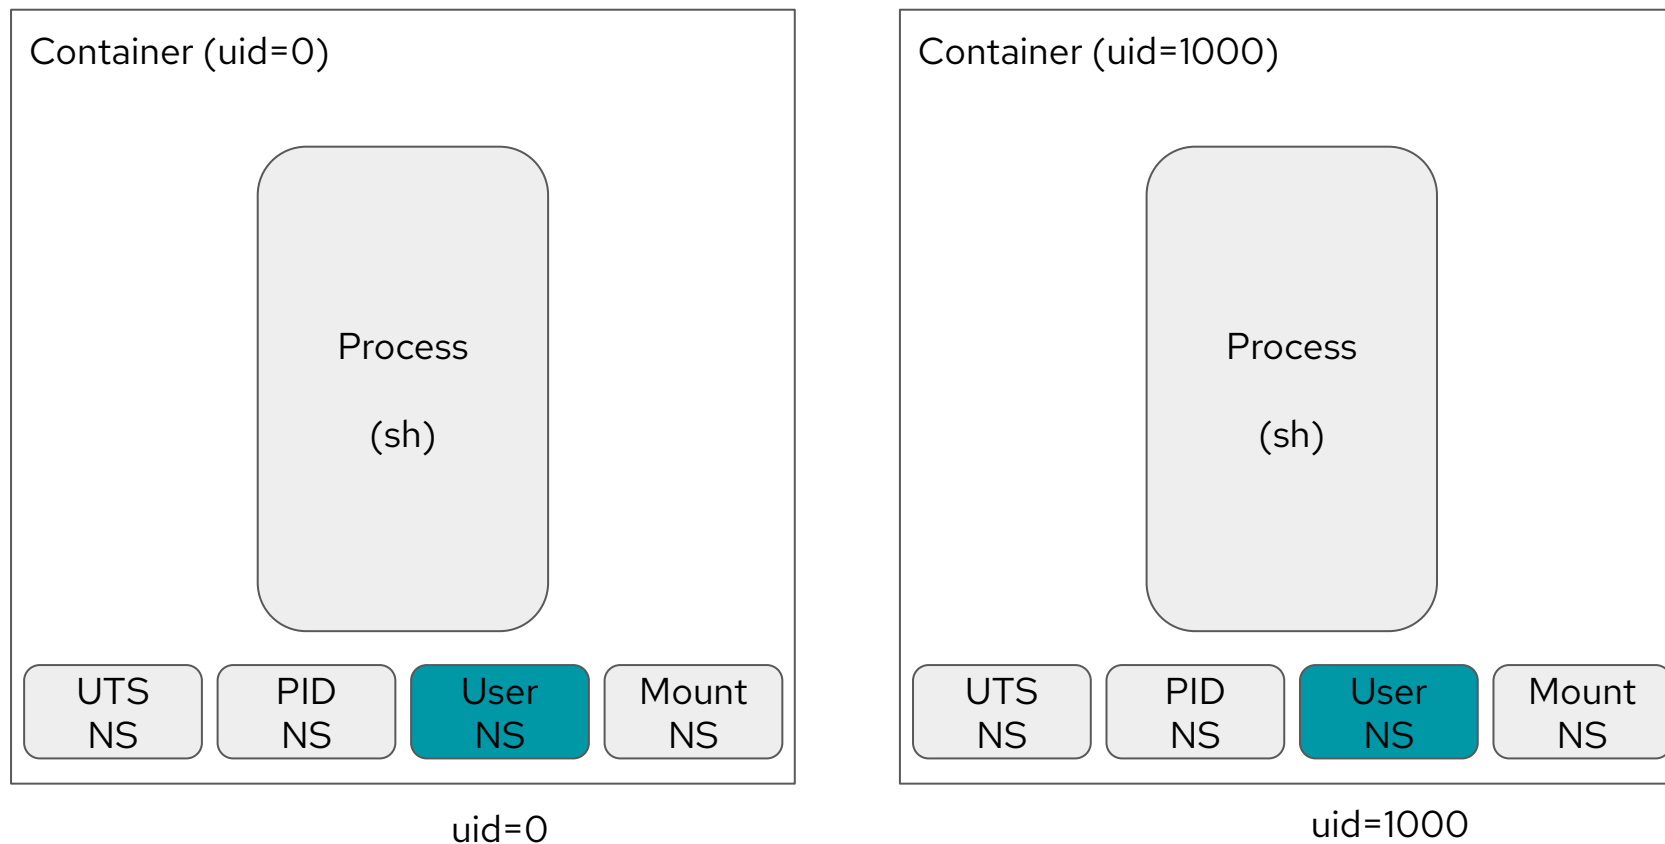 Container (uid=0)
Process
(sh)
UTS
NS
PID
NS
User
NS
Mount
NS
uid=0
Container (uid=1000)
Process
(sh)
UTS
NS
PID
NS
User
NS
Mount
NS
uid=1000